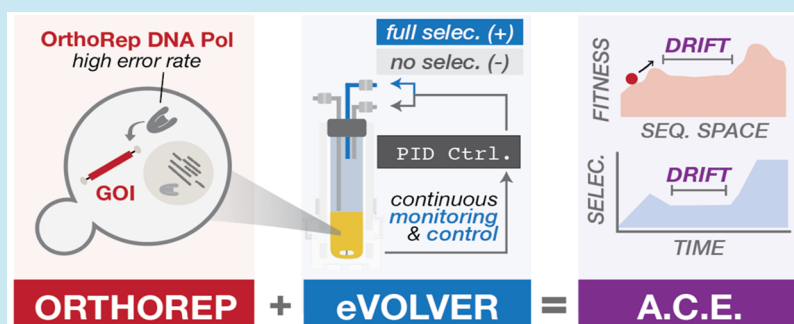 OrthoRep DNA Pol
high error rate
GOI
full selec. (+)
no selec. (-)
PID Ctrl.
continuous
monitoring
& control
FITNESS
DRIFT
SEQ. SPACE
SELEC.
DRIFT
TIME
ORTHOREP + eVOLVER = A.C.E.